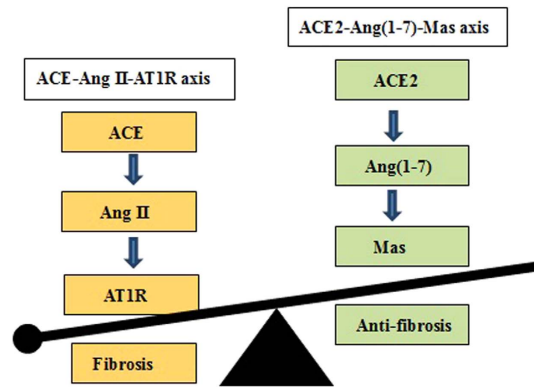 ACE2-Ang(1-7)-Mas axis
ACE-Ang II-AT1R axis
ACE2
ACE
Ang(1-7)
Ang II
Mas
AT1R
Anti-fibrosis
Fibrosis